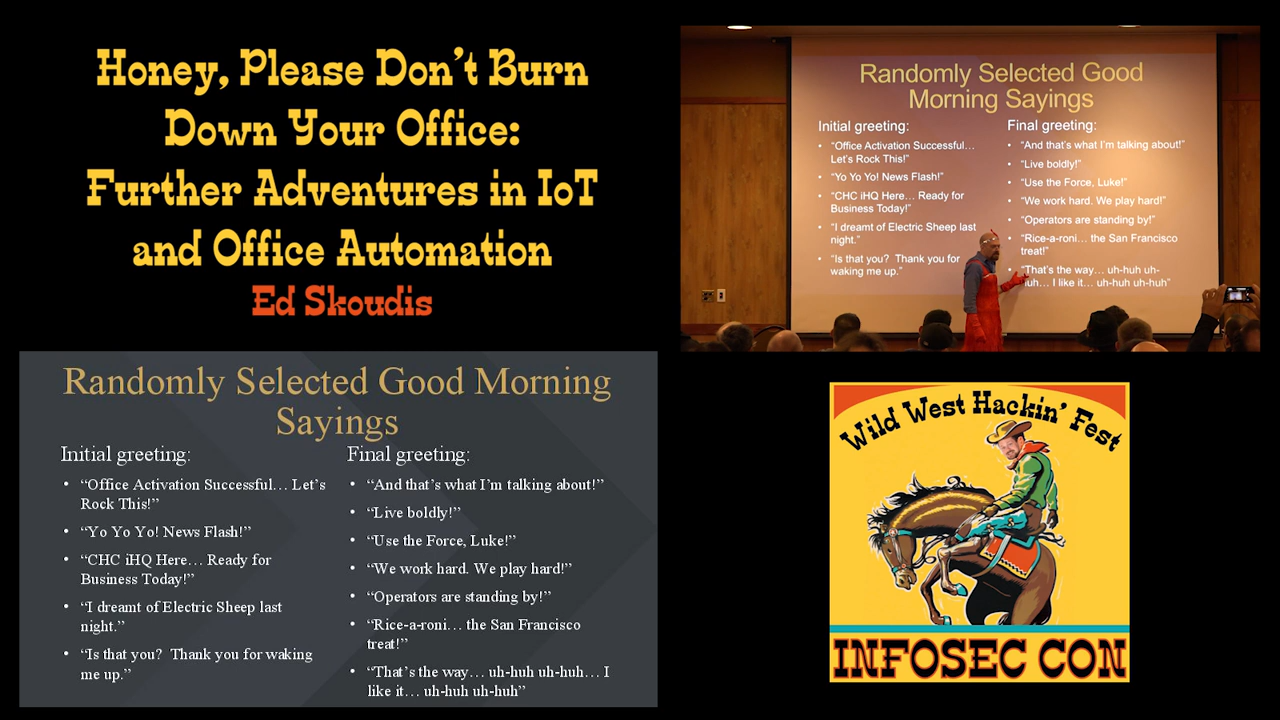 Honey, Please Don't Burn
Down Your Office:
Further Adventures in IoT
and Office Automation
Ed Skoudis
Randomly Selected Good
Morning Sayings
Initial greeting:
• "Office Activation Successful…
Let's Rock This!"
• "Yo Yo Yo! News Flash!"
• "CHC iHQ Here… Ready for
Business Today!"
• "I dreamt of Electric Sheep last
night."
• "Is that you?  Thank you for
waking me up."
Final greeting:
• "And that's what I'm talking about!"
• "Live boldly!"
• "Use the Force, Luke!"
• "We work hard. We play hard!"
• "Operators are standing by!"
• "Rice-a-roni… the San Francisco
treat!"
• "That's the way… uh-huh uh-
huh… I like it… uh-huh uh-huh"
Randomly Selected Good Morning
Sayings
Initial greeting:
• “Office Activation Successful… Let’s
Rock This!”
• “Yo Yo Yo! News Flash!”
• “CHC iHQ Here… Ready for
Business Today!”
• “I dreamt of Electric Sheep last
night.”
• “Is that you?  Thank you for waking
me up.”
Final greeting:
• “And that’s what I’m talking about!”
• “Live boldly!”
• “Use the Force, Luke!”
• “We work hard. We play hard!”
• “Operators are standing by!”
• “Rice-a-roni… the San Francisco
treat!”
• “That’s the way… uh-huh uh-huh… I
like it… uh-huh uh-huh”
Wild West Hackin' Fest
INFOSEC CON